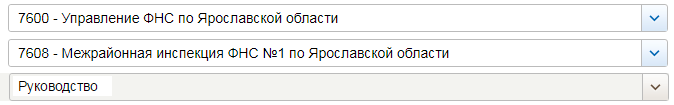 7600 - Управление ФНС по Ярославской области
7608 - Межрайонная инспекция ФНС №1 по Ярославской области
Руководство